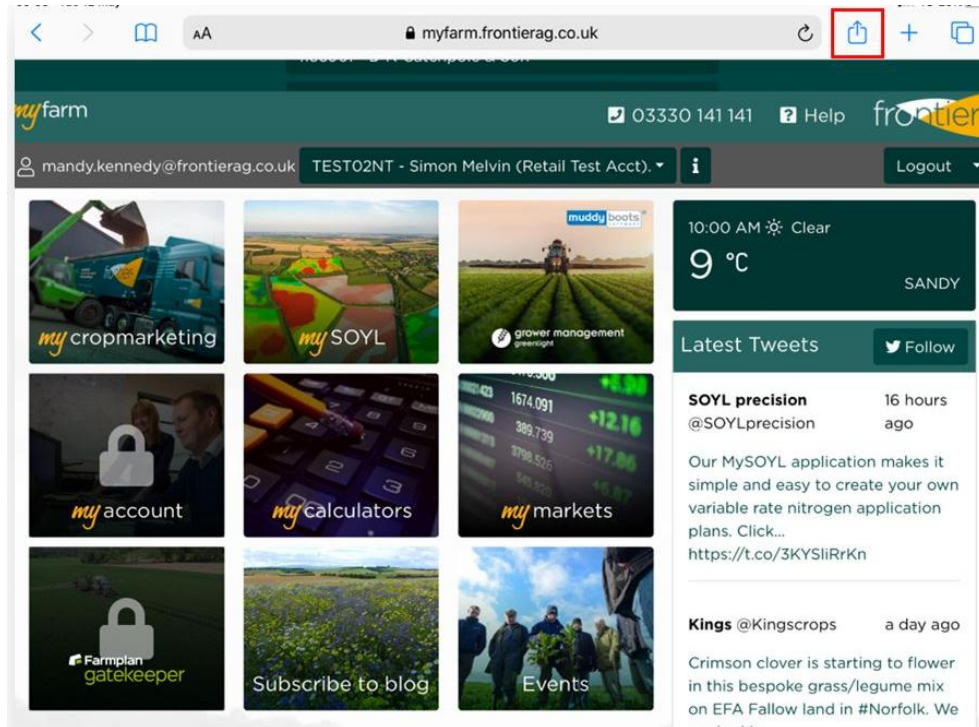 AA
myfarm.frontierag.co.uk
myfarm
03330 141 141
? Help
frontier
mandy.kennedy@frontierag.co.uk
TEST02NT - Simon Melvin (Retail Test Acct).
i
Logout
my cropmarketing
my SOYL
muddy boots
grower management
greenlight
10:00 AM Clear
9 °C
SANDY
Latest Tweets
Follow
my account
my calculators
1674.091
+12.16
389.739
+17.86
my markets
SOYL precision
@SOYLprecision
16 hours
ago
Our MySOYL application makes it
simple and easy to create your own
variable rate nitrogen application
plans. Click...
https://t.co/3KYSliRrKn
Farmplan
gatekeeper
Subscribe to blog
Events
Kings @Kingscrops
a day ago
Crimson clover is starting to flower
in this bespoke grass/legume mix
on EFA Fallow land in #Norfolk. We